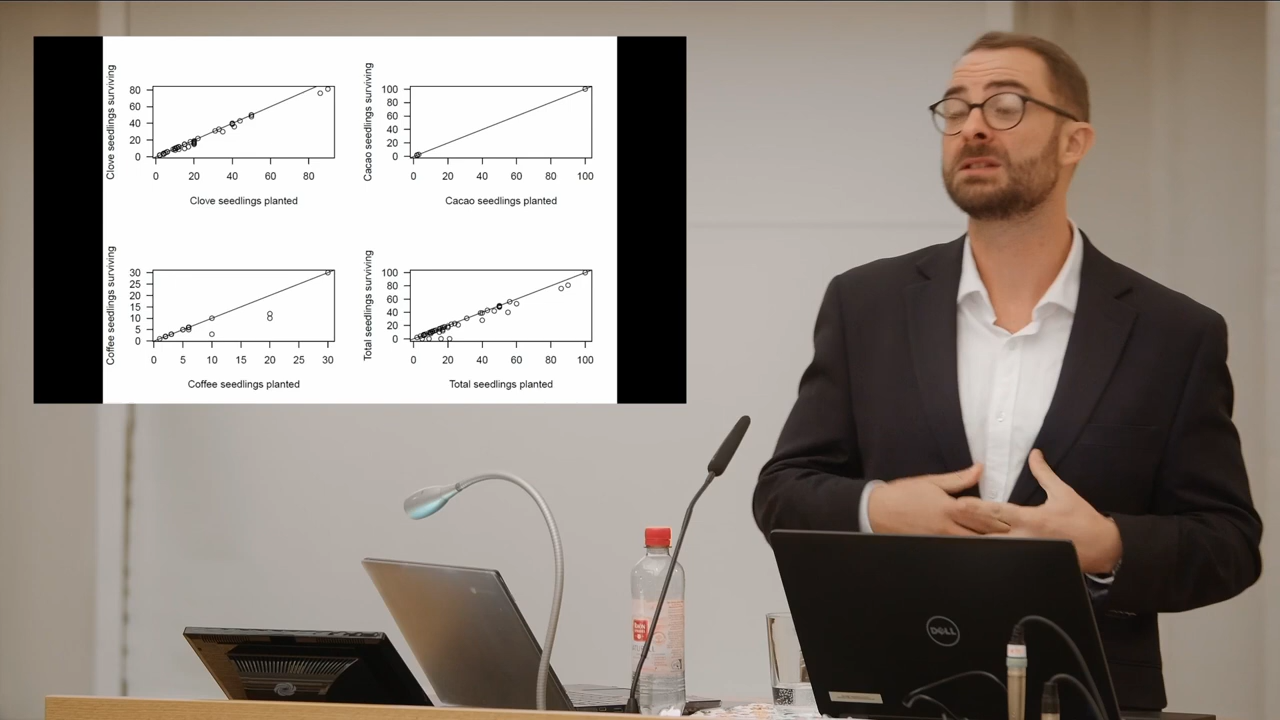 Clove seedlings surviving
80
60
40
20
0
0 20 40 60 80
Clove seedlings planted
Cacao seedlings surviving
100
80
60
40
20
0
0 20 40 60 80 100
Cacao seedlings planted
Coffee seedlings surviving
30
25
20
15
10
5
0
0 5 10 15 20 25 30
Coffee seedlings planted
Total seedlings surviving
100
80
60
40
20
0
0 20 40 60 80 100
Total seedlings planted
DELL